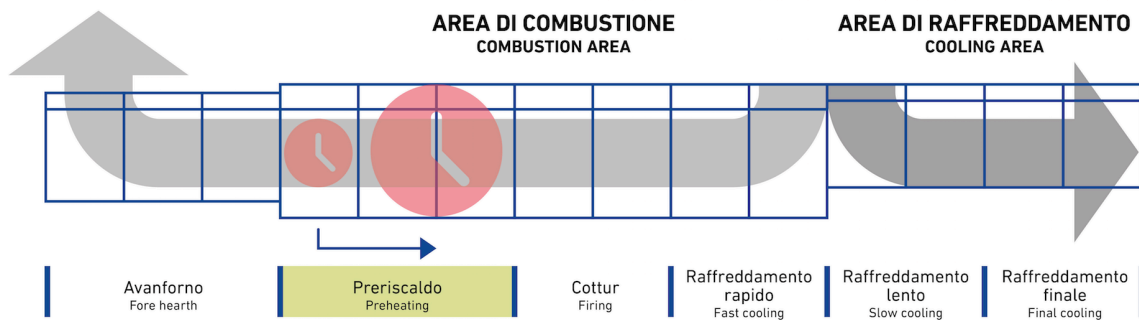 AREA DI COMBUSTIONE
COMBUSTION AREA
AREA DI RAFFREDDAMENTO
COOLING AREA
Avanforno
Fore hearth
Preriscaldo
Preheating
Cottur
Firing
Raffreddamento
rapido
Fast cooling
Raffreddamento
lento
Slow cooling
Raffreddamento
finale
Final cooling